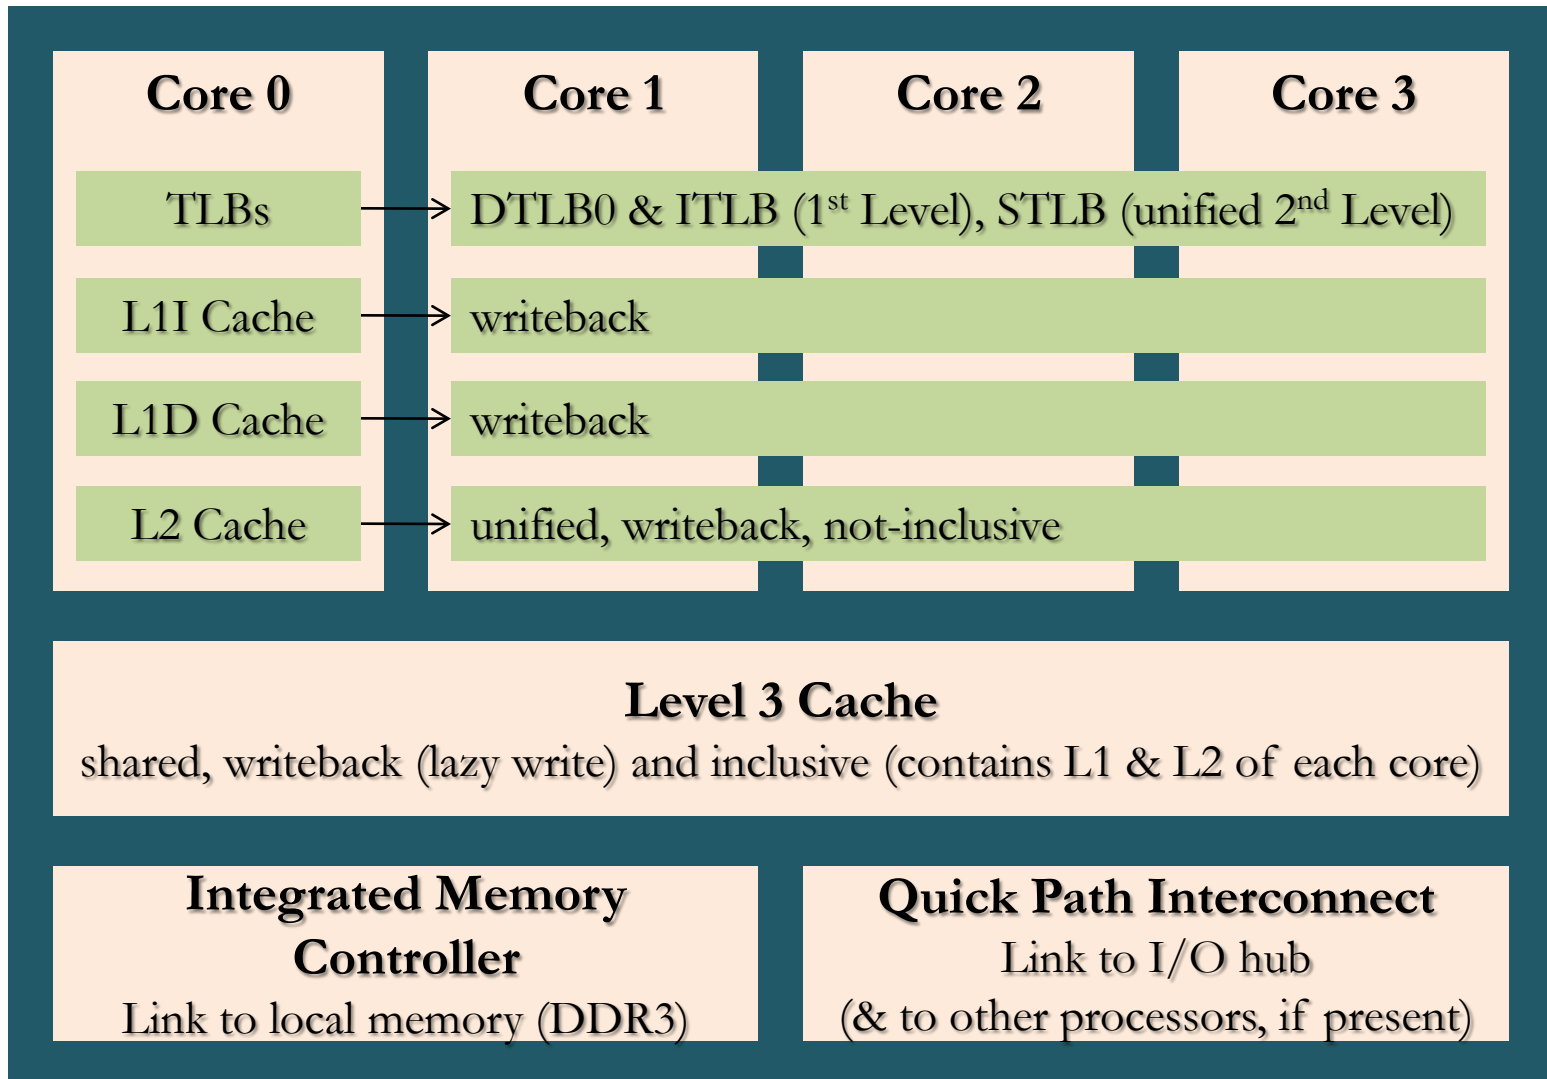 Core 0
Core 1
Core 2
Core 3
TLBs
DTLB0 & ITLB (1st Level), STLB (unified 2nd Level)
L1I Cache
writeback
L1D Cache
writeback
L2 Cache
unified, writeback, not-inclusive
Level 3 Cache
shared, writeback (lazy write) and inclusive (contains L1 & L2 of each core)
Integrated Memory
Controller
Link to local memory (DDR3)
Quick Path Interconnect
Link to I/O hub
(& to other processors, if present)